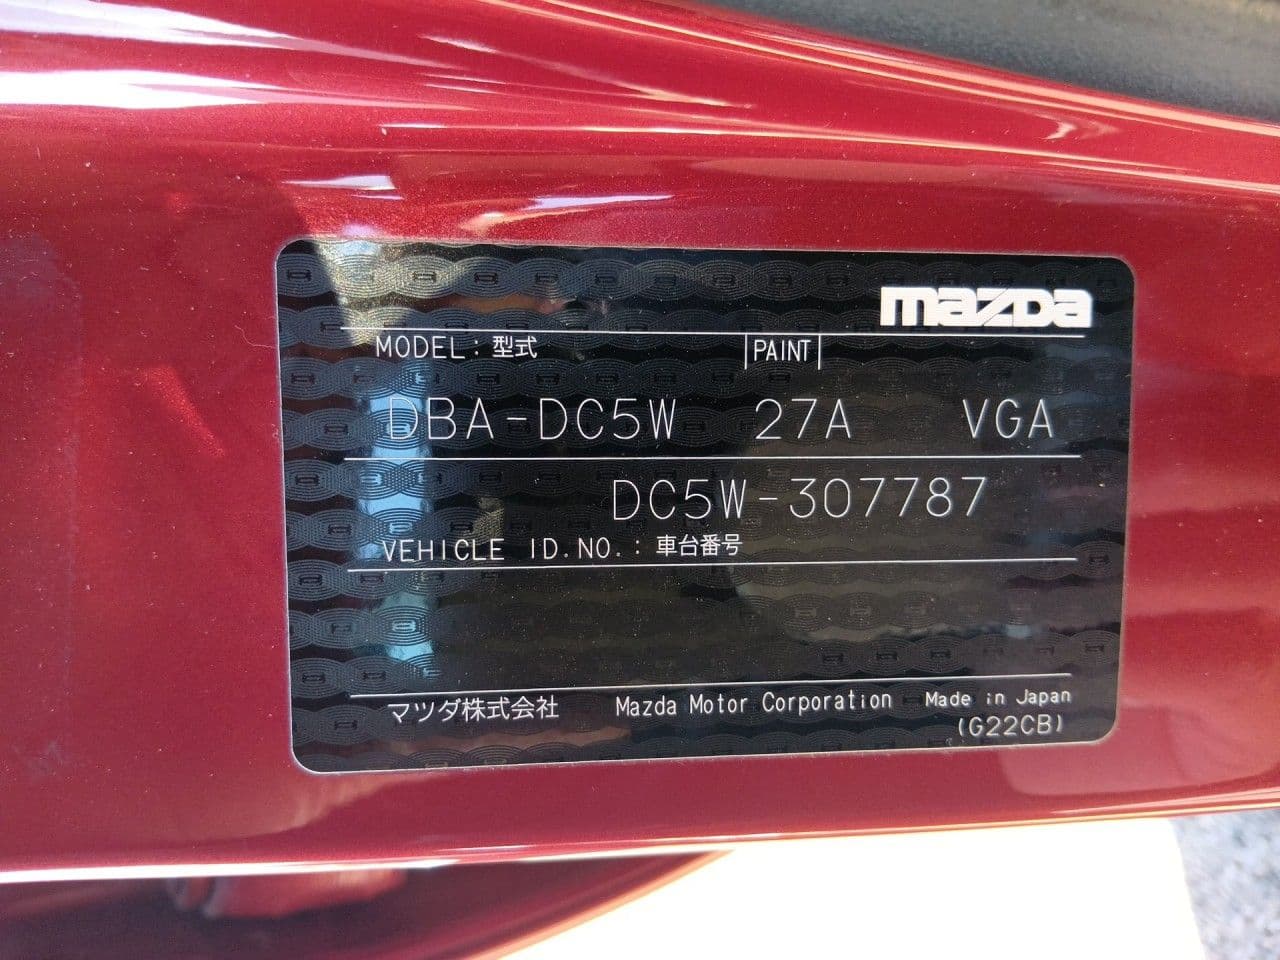 mazda
MODEL : 型式 PAINT
DBA-DC5W 27A VGA
DC5W-307787
VEHICLE ID.NO. : 車台番号
マツダ株式会社 Mazda Motor Corporation Made in Japan
(G22CB)